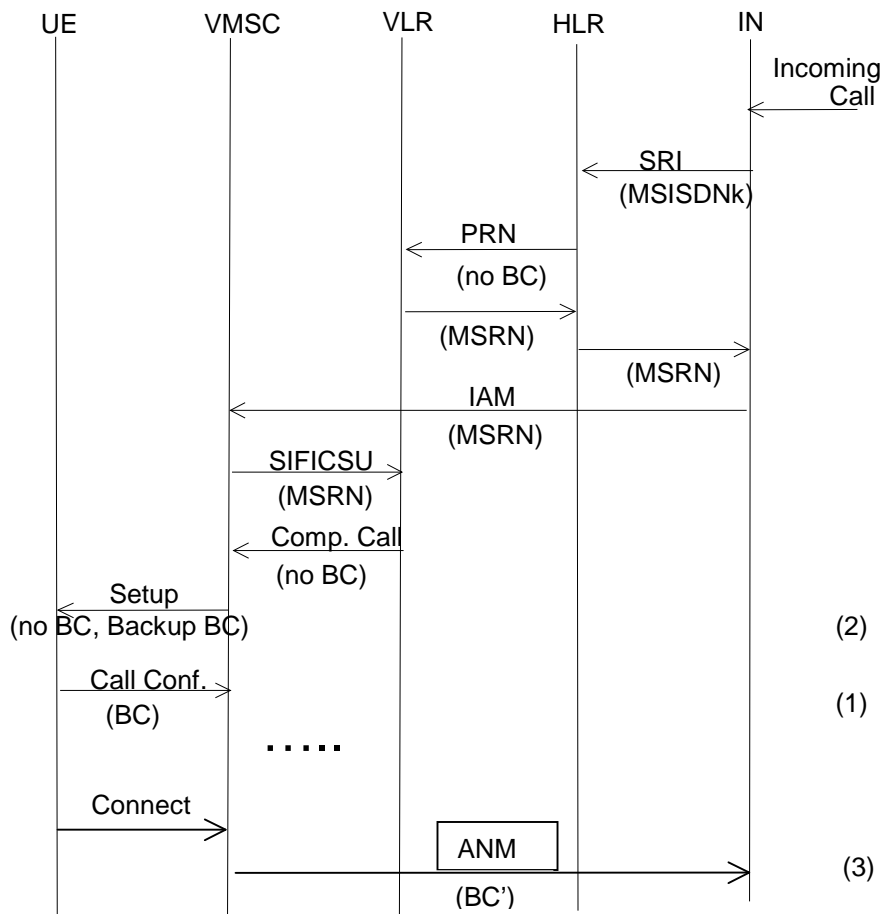 UE VMSC VLR HLR IN
Incoming
Call
SRI
(MSISDNk)
PRN
(no BC)
(MSRN)
(MSRN)
IAM
(MSRN)
SIFICSU
(MSRN)
Comp. Call
(no BC)
Setup
(no BC, Backup BC) (2)
Call Conf.
(BC) (1)
.....
Connect
ANM
(3)
(BC')